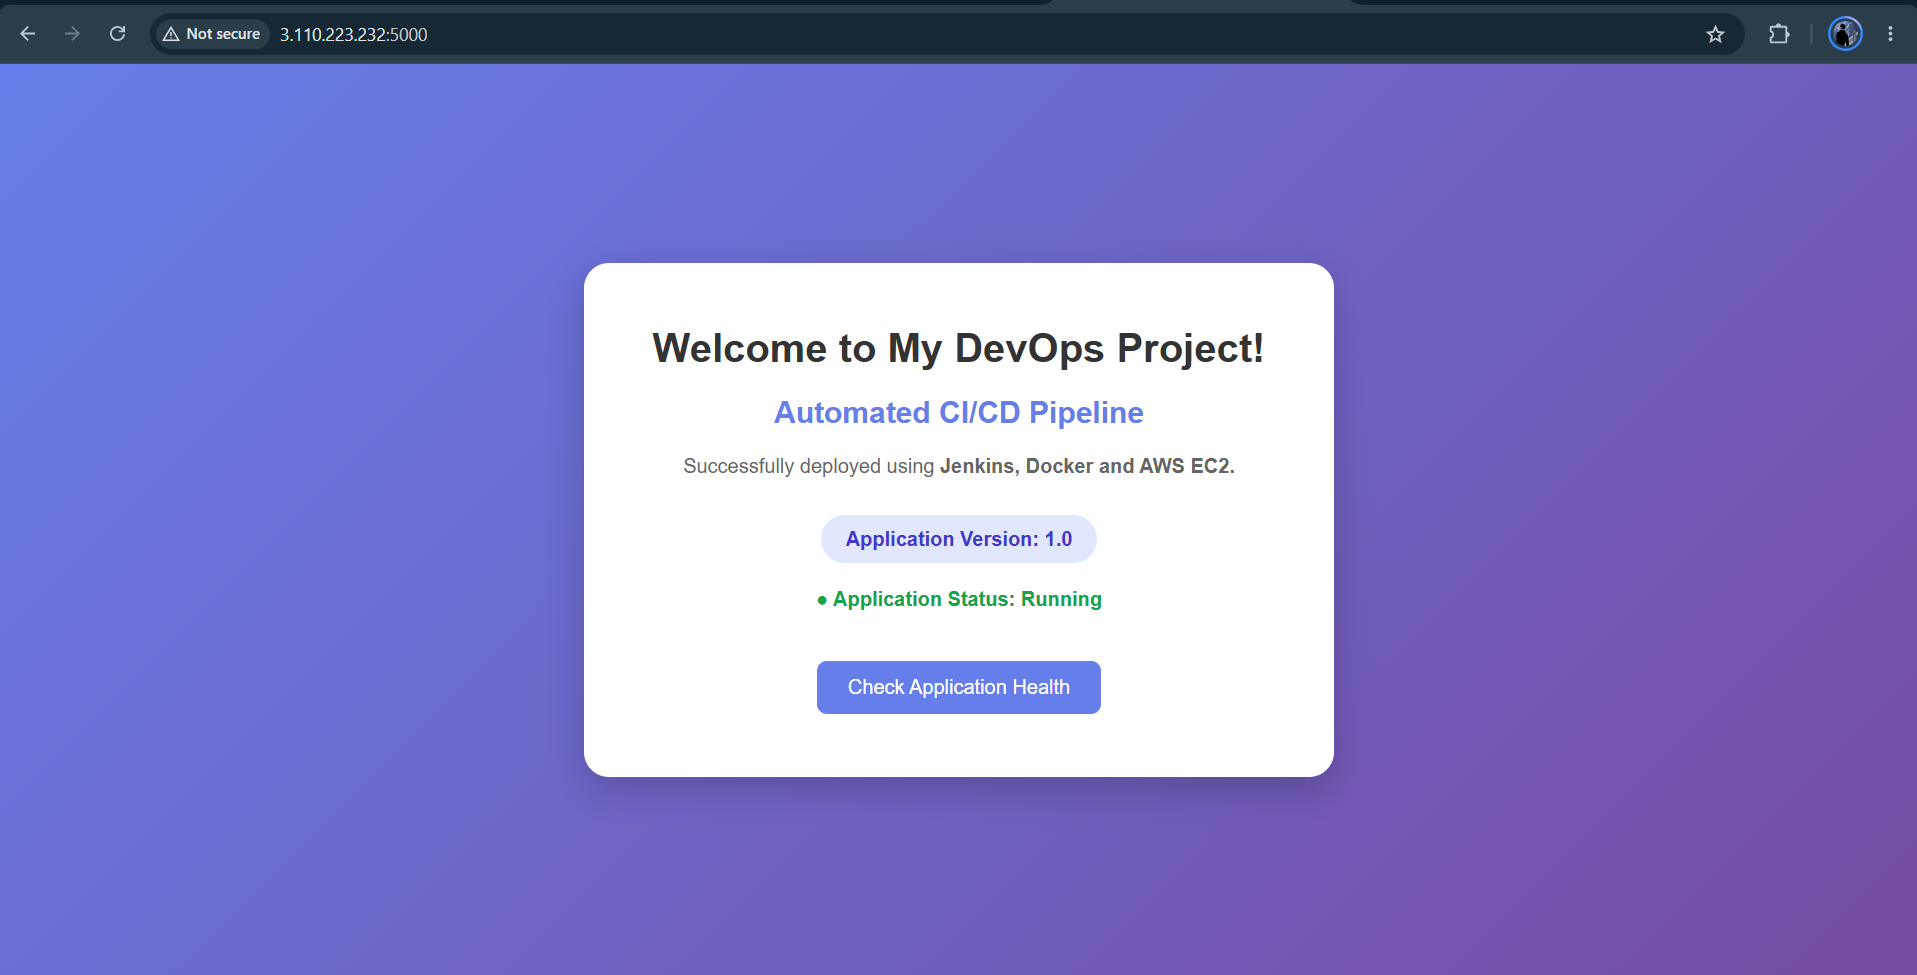 Not secure 3.110.223.232:5000
Welcome to My DevOps Project!
Automated CI/CD Pipeline
Successfully deployed using Jenkins, Docker and AWS EC2.
Application Version: 1.0
● Application Status: Running
Check Application Health